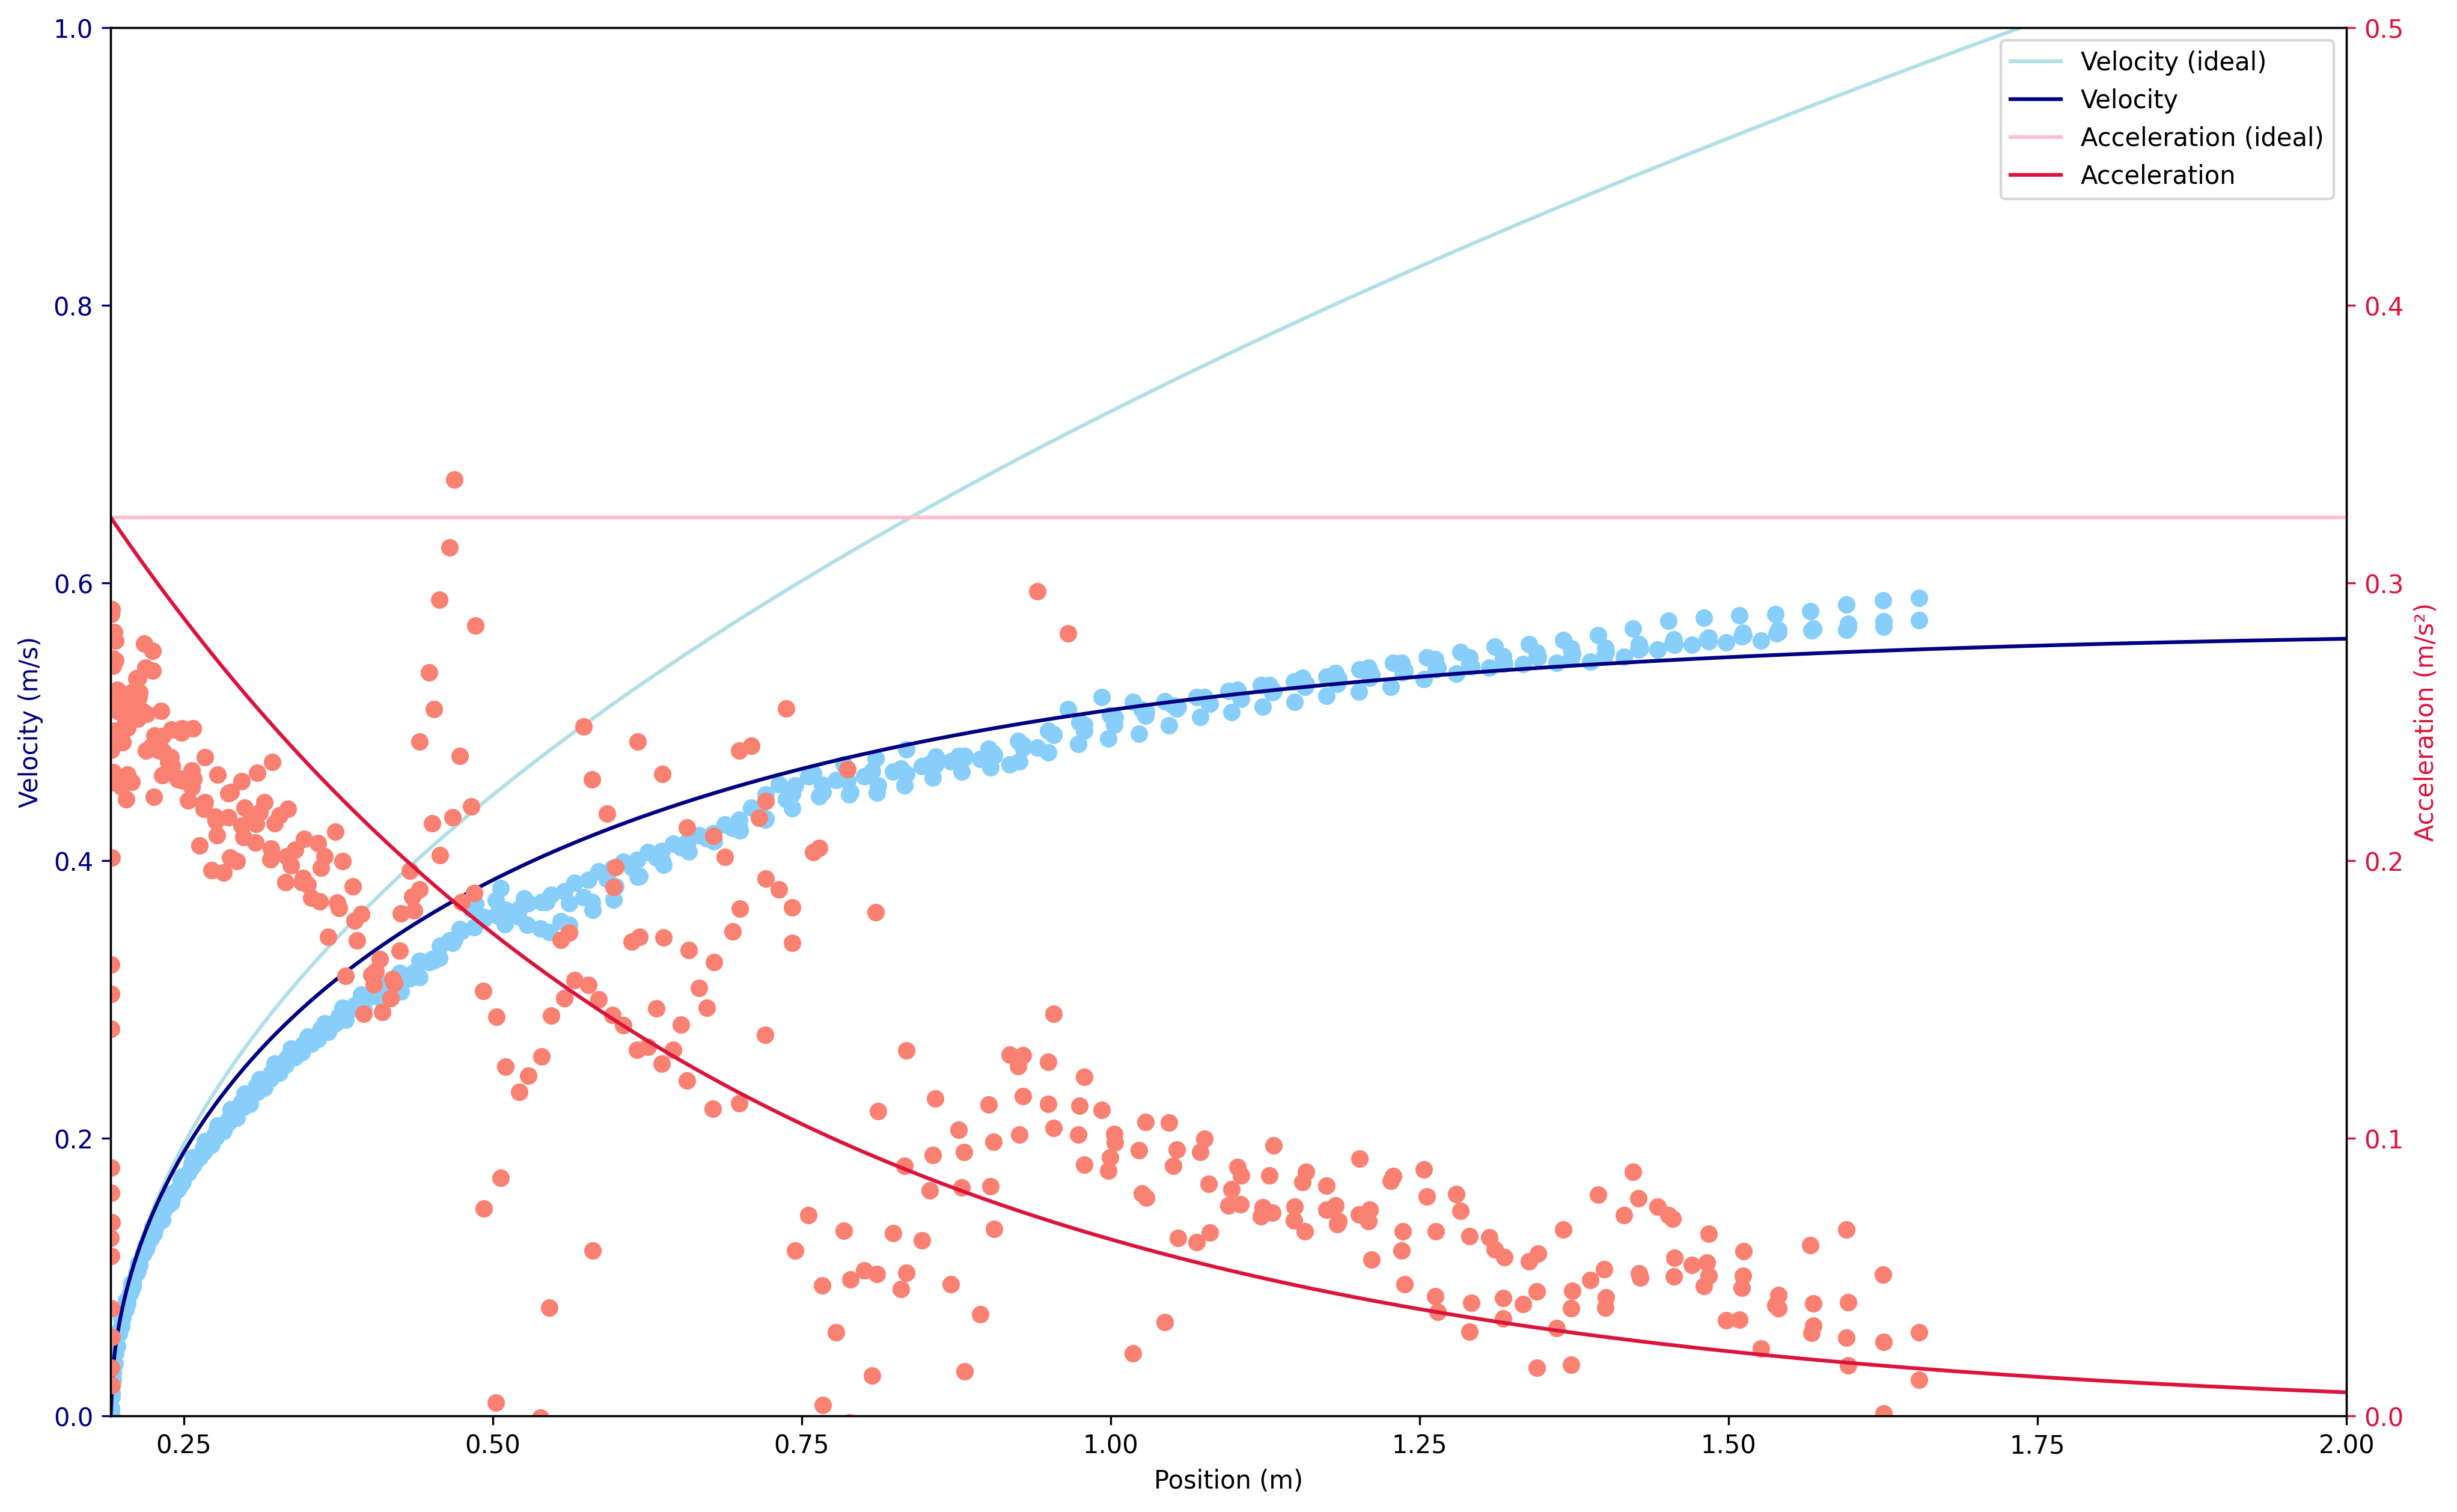 1.0
0.8
0.6
0.4
0.2
0.0
Velocity (m/s)
0.25
0.50
0.75
1.00
1.25
1.50
1.75
2.00
Position (m)
0.5
0.4
0.3
0.2
0.1
0.0
Acceleration (m/s²)
Velocity (ideal)
Velocity
Acceleration (ideal)
Acceleration